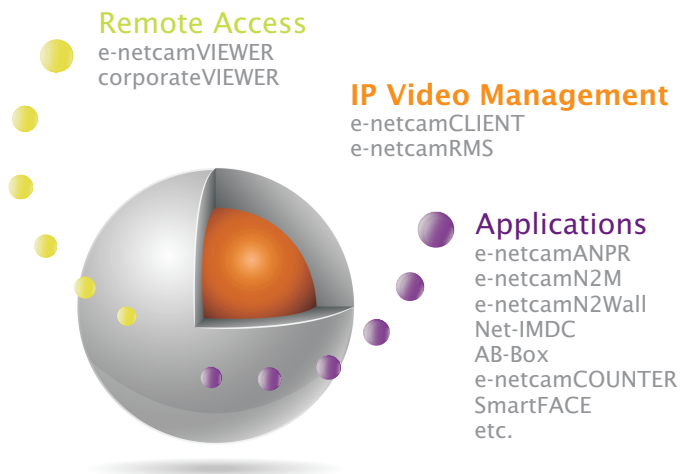 Remote Access
e-netcamVIEWER
corporateVIEWER
IP Video Management
e-netcamCLIENT
e-netcamRMS
Applications
e-netcamANPR
e-netcamN2M
e-netcamN2Wall
Net-IMDC
AB-Box
e-netcamCOUNTER
SmartFACE
etc.